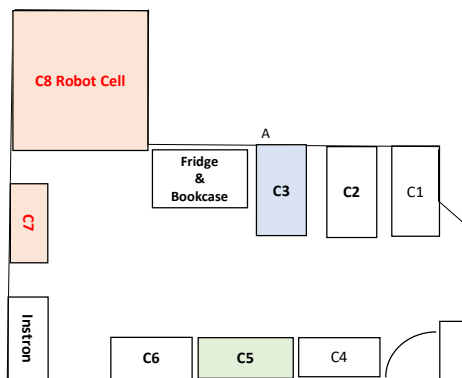 C8 Robot Cell
A
Fridge
&
Bookcase
C3
C2
C1
C7
Instron
C6
C5
C4